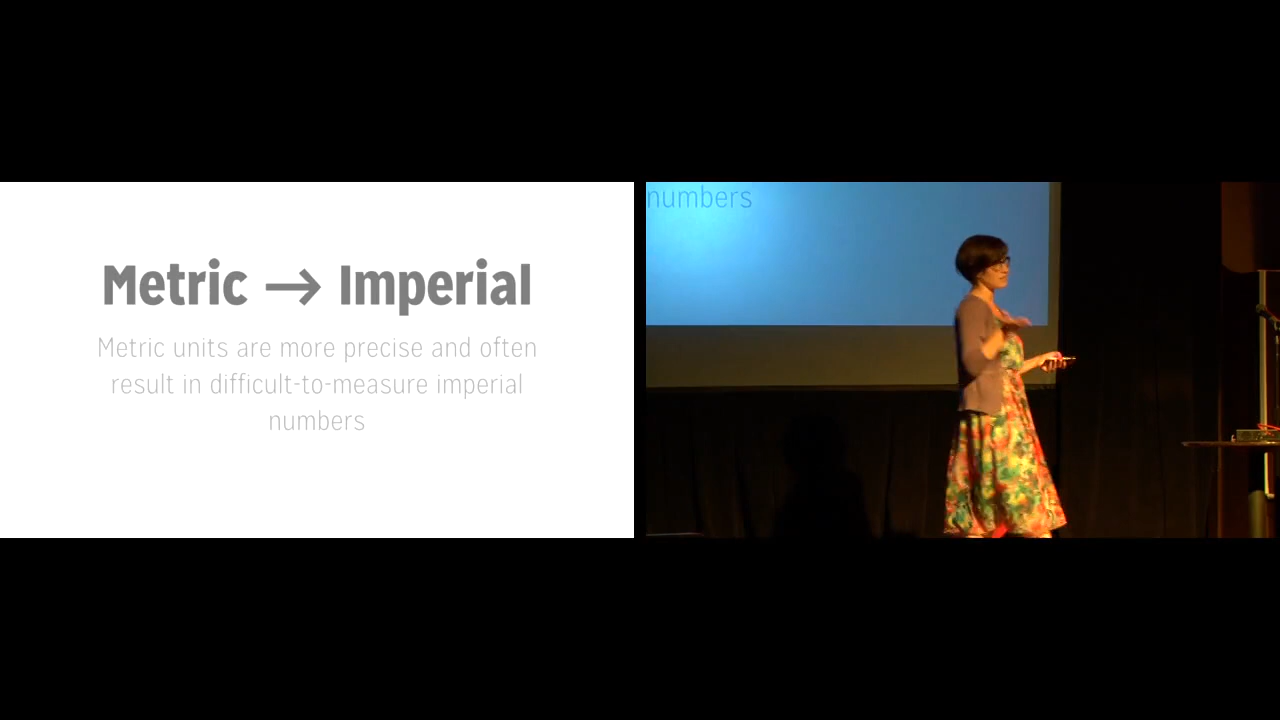 Metric → Imperial
Metric units are more precise and often
result in difficult-to-measure imperial
numbers
numbers